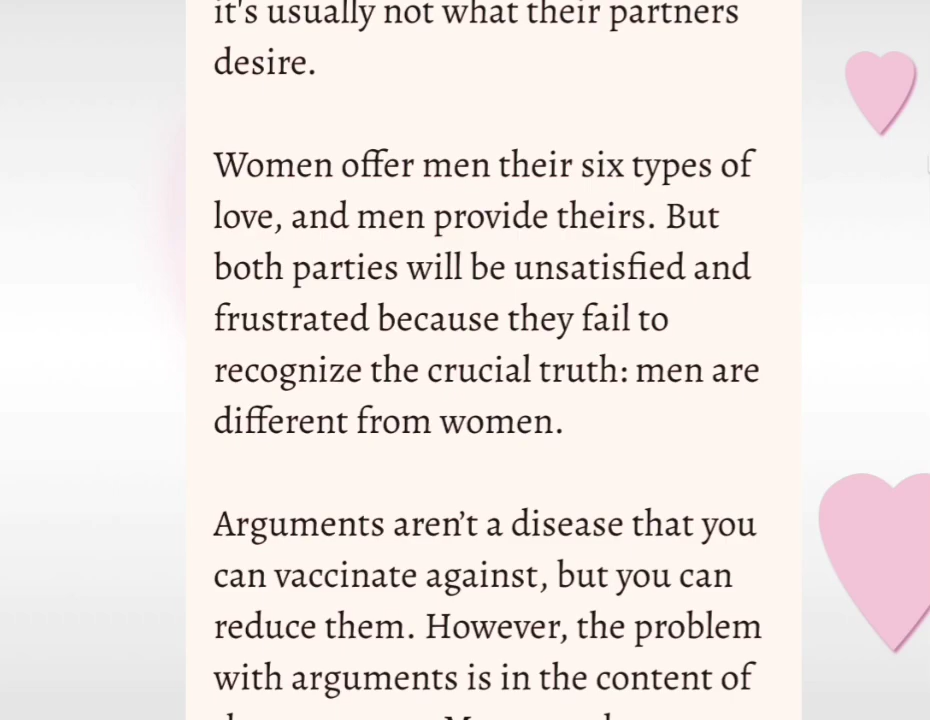 it's usually not what their partners
desire.
Women offer men their six types of
love, and men provide theirs. But
both parties will be unsatisfied and
frustrated because they fail to
recognize the crucial truth: men are
different from women.
Arguments aren’t a disease that you
can vaccinate against, but you can
reduce them. However, the problem
with arguments is in the content of